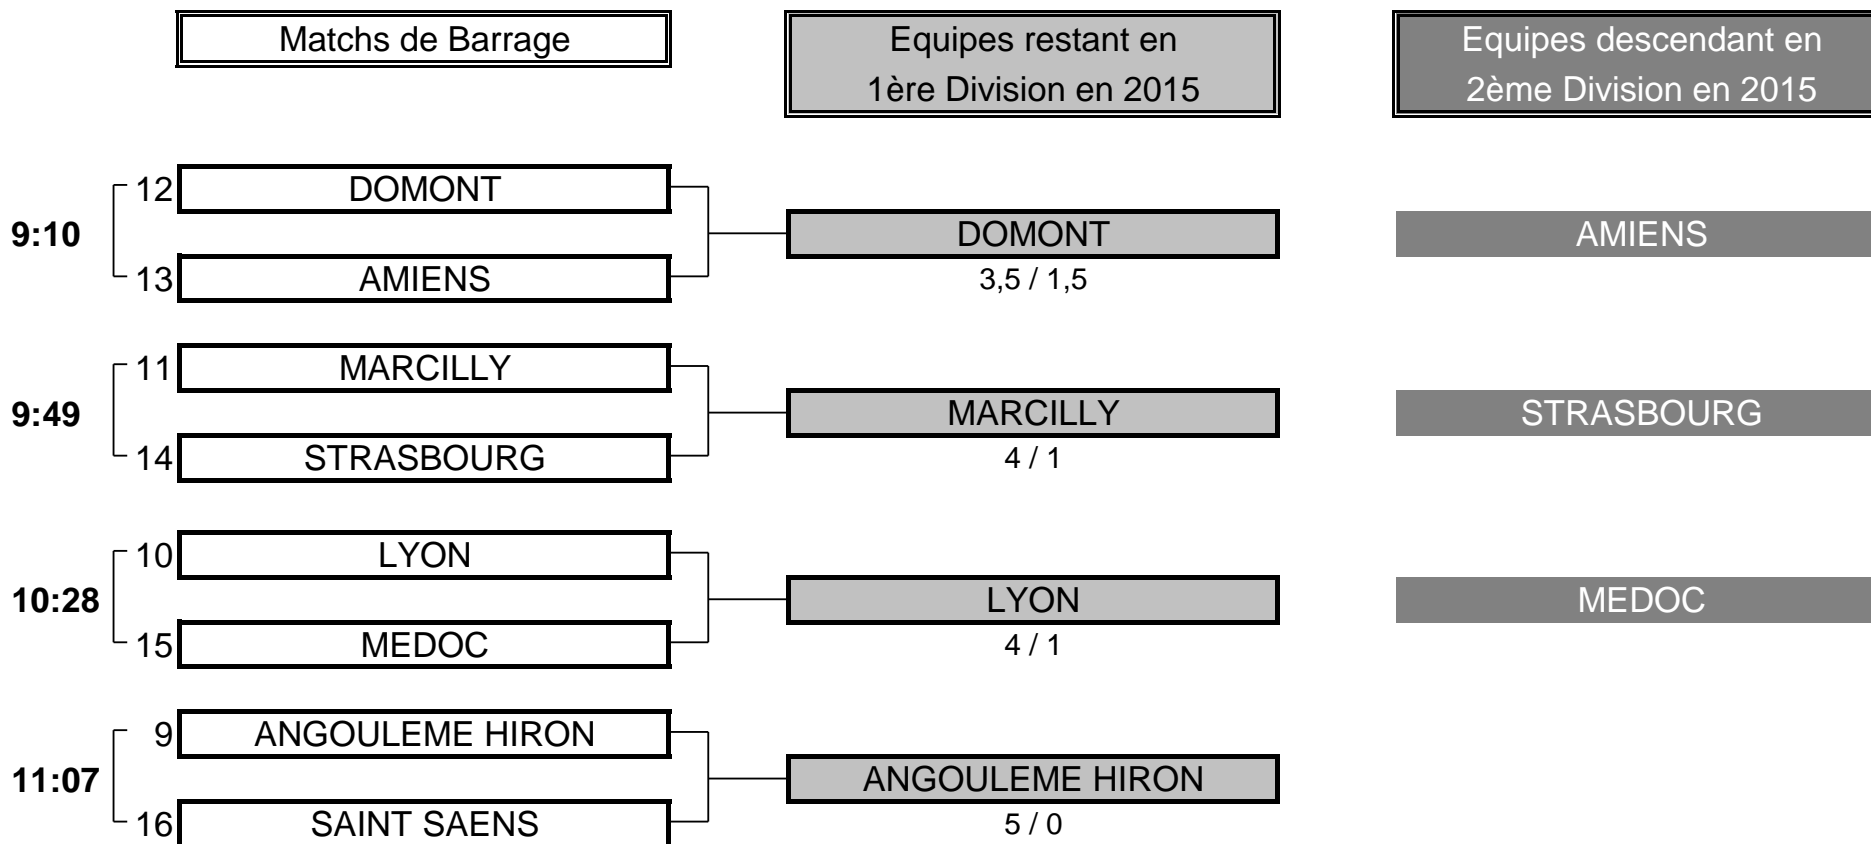 Matchs de Barrage
Equipes restant en
1ère Division en 2015
Equipes descendant en
2ème Division en 2015
12 DOMONT
9:10
DOMONT
AMIENS
13 AMIENS
3,5 / 1,5
11 MARCILLY
9:49
MARCILLY
STRASBOURG
14 STRASBOURG
4 / 1
10 LYON
10:28
LYON
MEDOC
15 MEDOC
4 / 1
9 ANGOULEME HIRON
11:07
ANGOULEME HIRON
16 SAINT SAENS
5 / 0